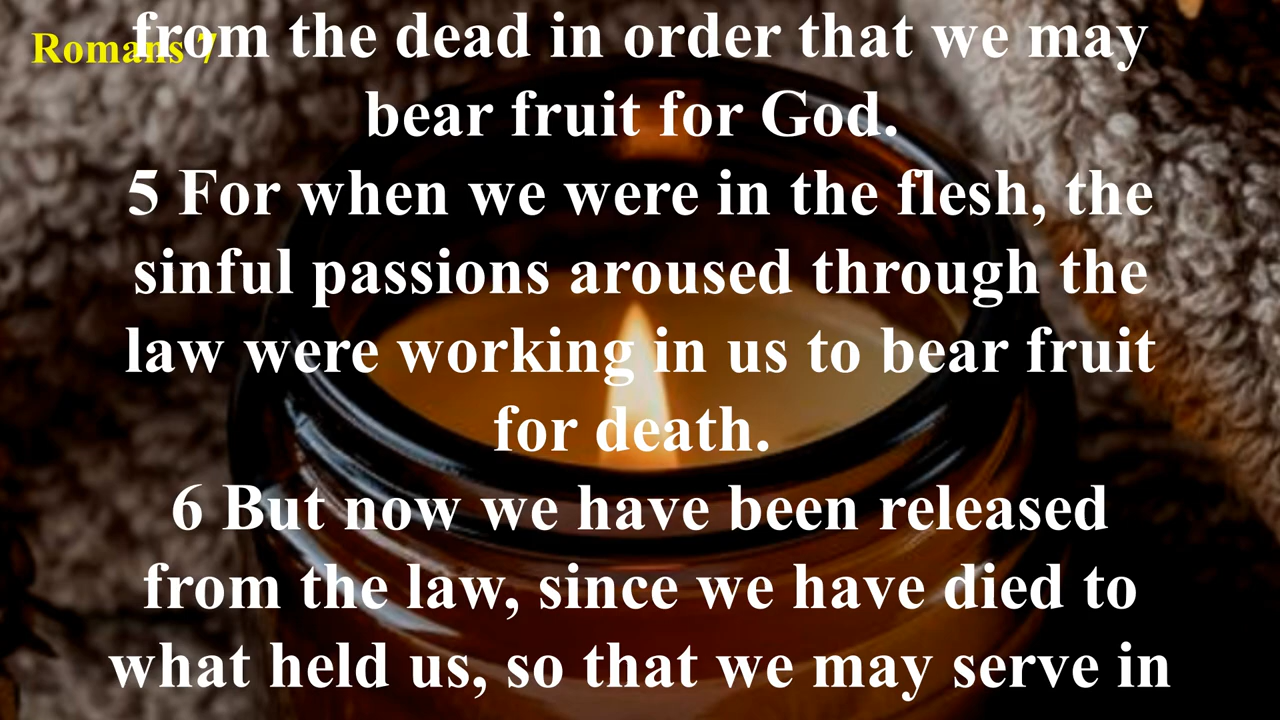 Romans 7
from the dead in order that we may
bear fruit for God.
5 For when we were in the flesh, the
sinful passions aroused through the
law were working in us to bear fruit
for death.
6 But now we have been released
from the law, since we have died to
what held us, so that we may serve in